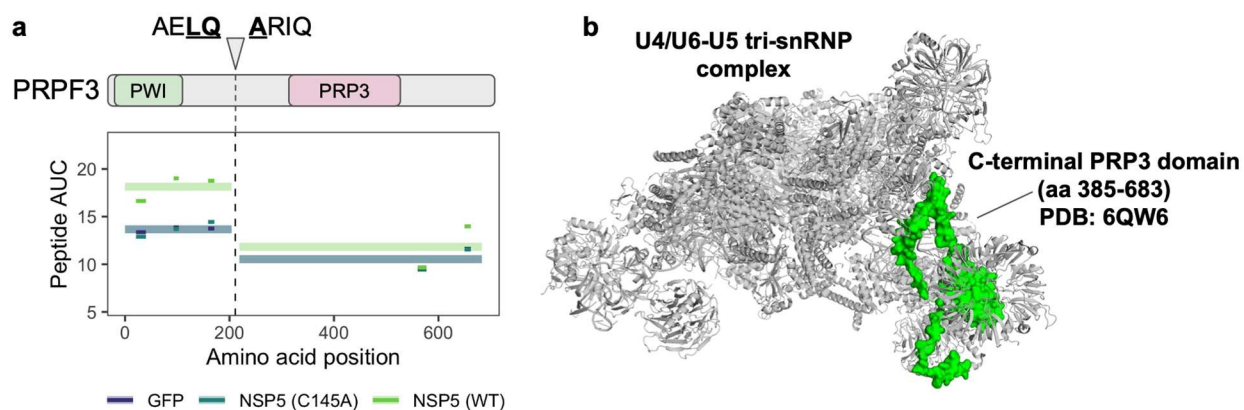 a
AELQ ARIQ
PRPF3
PWI
PRP3
Peptide AUC
20
15
10
5
0
200
400
600
Amino acid position
GFP
NSP5 (C145A)
NSP5 (WT)
b
U4/U6-U5 tri-snRNP
complex
C-terminal PRP3 domain
(aa 385-683)
PDB: 6QW6